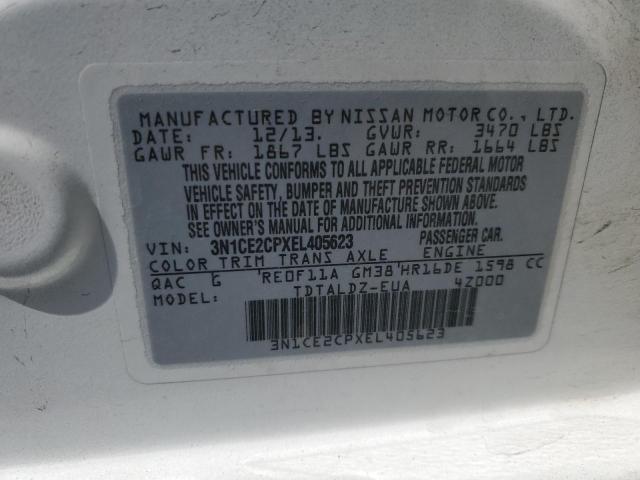 MANUFACTURED BY NISSAN MOTOR CO., LTD.
DATE: 12/13. GVWR: 3470 LBS
GAWR FR: 1867 LBS GAWR RR: 1664 LBS
THIS VEHICLE CONFORMS TO ALL APPLICABLE FEDERAL MOTOR
VEHICLE SAFETY, BUMPER AND THEFT PREVENTION STANDARDS
IN EFFECT ON THE DATE OF MANUFACTURE SHOWN ABOVE.
SEE OWNER'S MANUAL FOR ADDITIONAL INFORMATION.
VIN: 3N1CE2CPXEL405623 PASSENGER CAR.
COLOR TRIM TRANS AXLE ENGINE
QAC G RE0F11A GM38 HR16DE 1598 CC
MODEL: TDTALDZ-EUA 4Z000
3N1CE2CPXEL405623